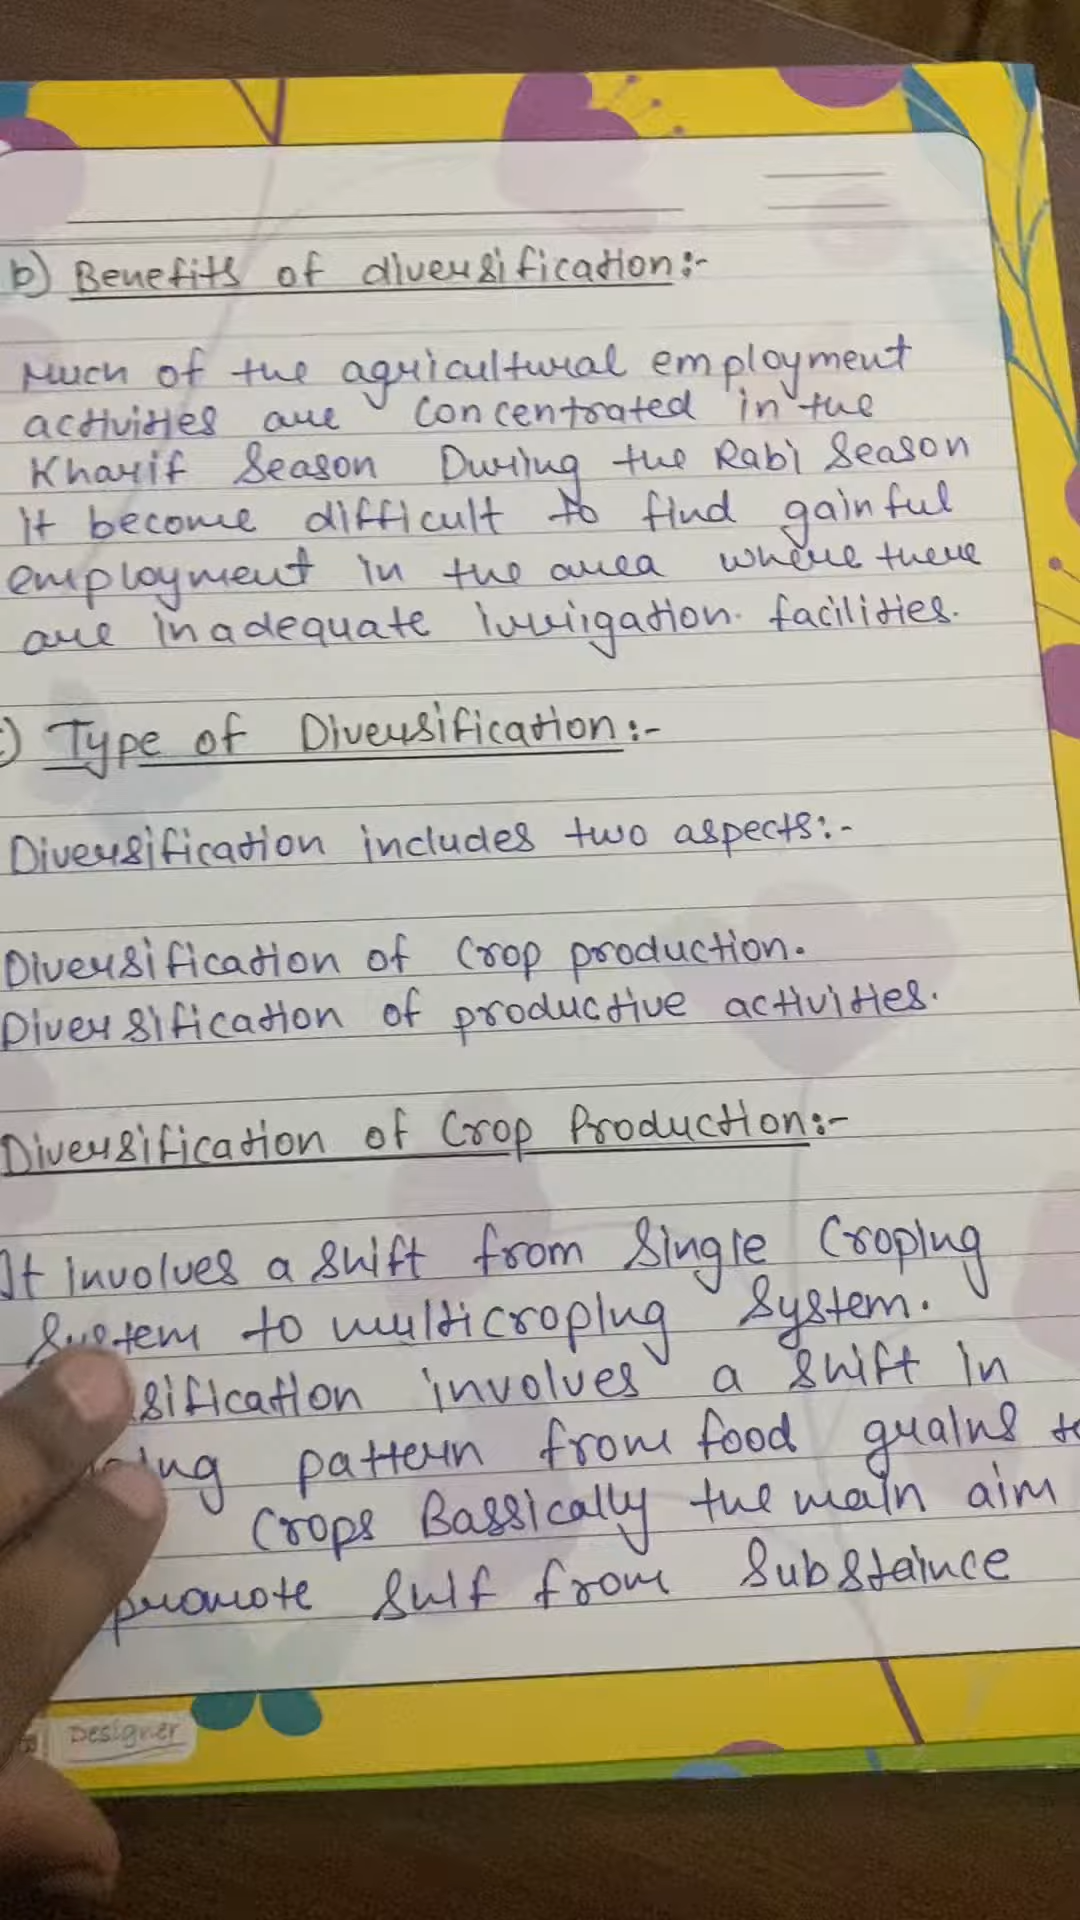 b) Benefits of diversification:-
Much of the agricultural employment
activities are concentrated in the
Kharif Season During the Rabi Season
it become difficult to find gainful
employment in the area where there
are inadequate irrigation. facilities.
) Type of Diversification:-
Diversification includes two aspects:-
Diversification of Crop production.
Diversification of productive activities.
Diversification of Crop Production:-
It involves a shift from Single Croping
System to multicroping System.
sification involves a shift in
pattern from food grains to
Crops Bassically the main aim
promote Suif from Substaince
Designer